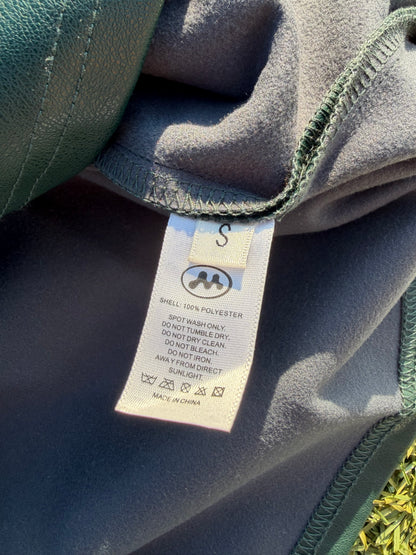 S
SHELL: 100% POLYESTER
SPOT WASH ONLY.
DO NOT TUMBLE DRY.
DO NOT DRY CLEAN.
DO NOT BLEACH.
DO NOT IRON.
AWAY FROM DIRECT
SUNLIGHT.
MADE IN CHINA